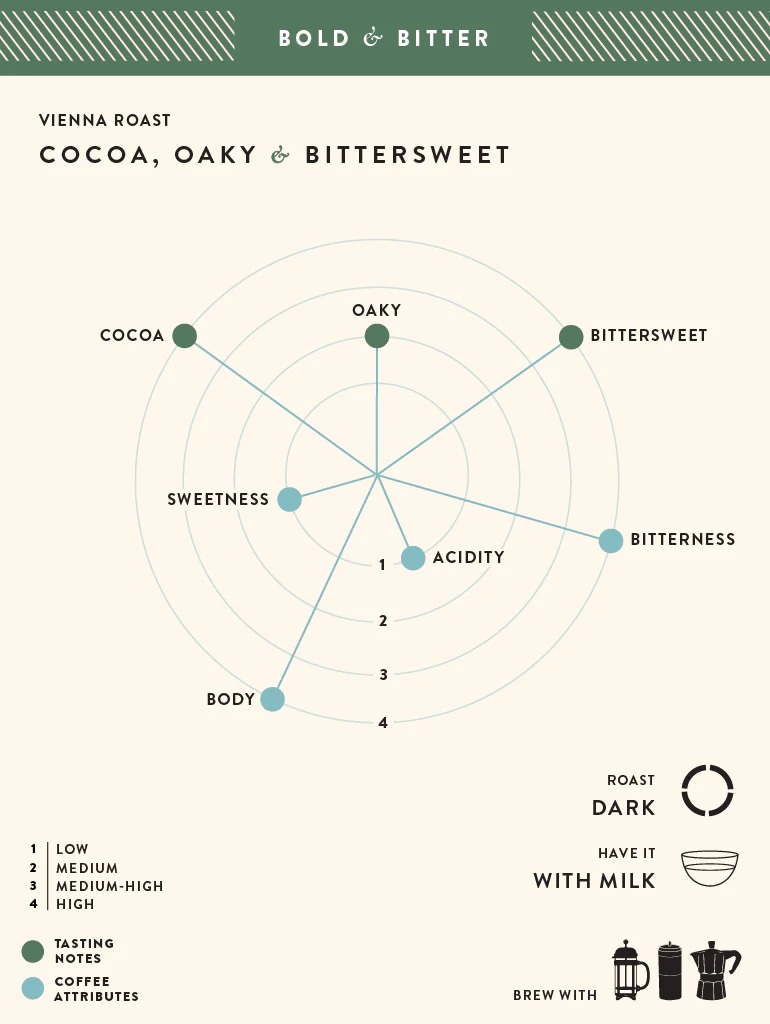 BOLD & BITTER
VIENNA ROAST
COCOA, OAKY & BITTERSWEET
OAKY
COCOA
BITTERSWEET
SWEETNESS
BITTERNESS
ACIDITY
1
2
3
BODY
4
ROAST
DARK
HAVE IT
WITH MILK
1 LOW
2 MEDIUM
3 MEDIUM-HIGH
4 HIGH
TASTING
NOTES
COFFEE
ATTRIBUTES
BREW WITH